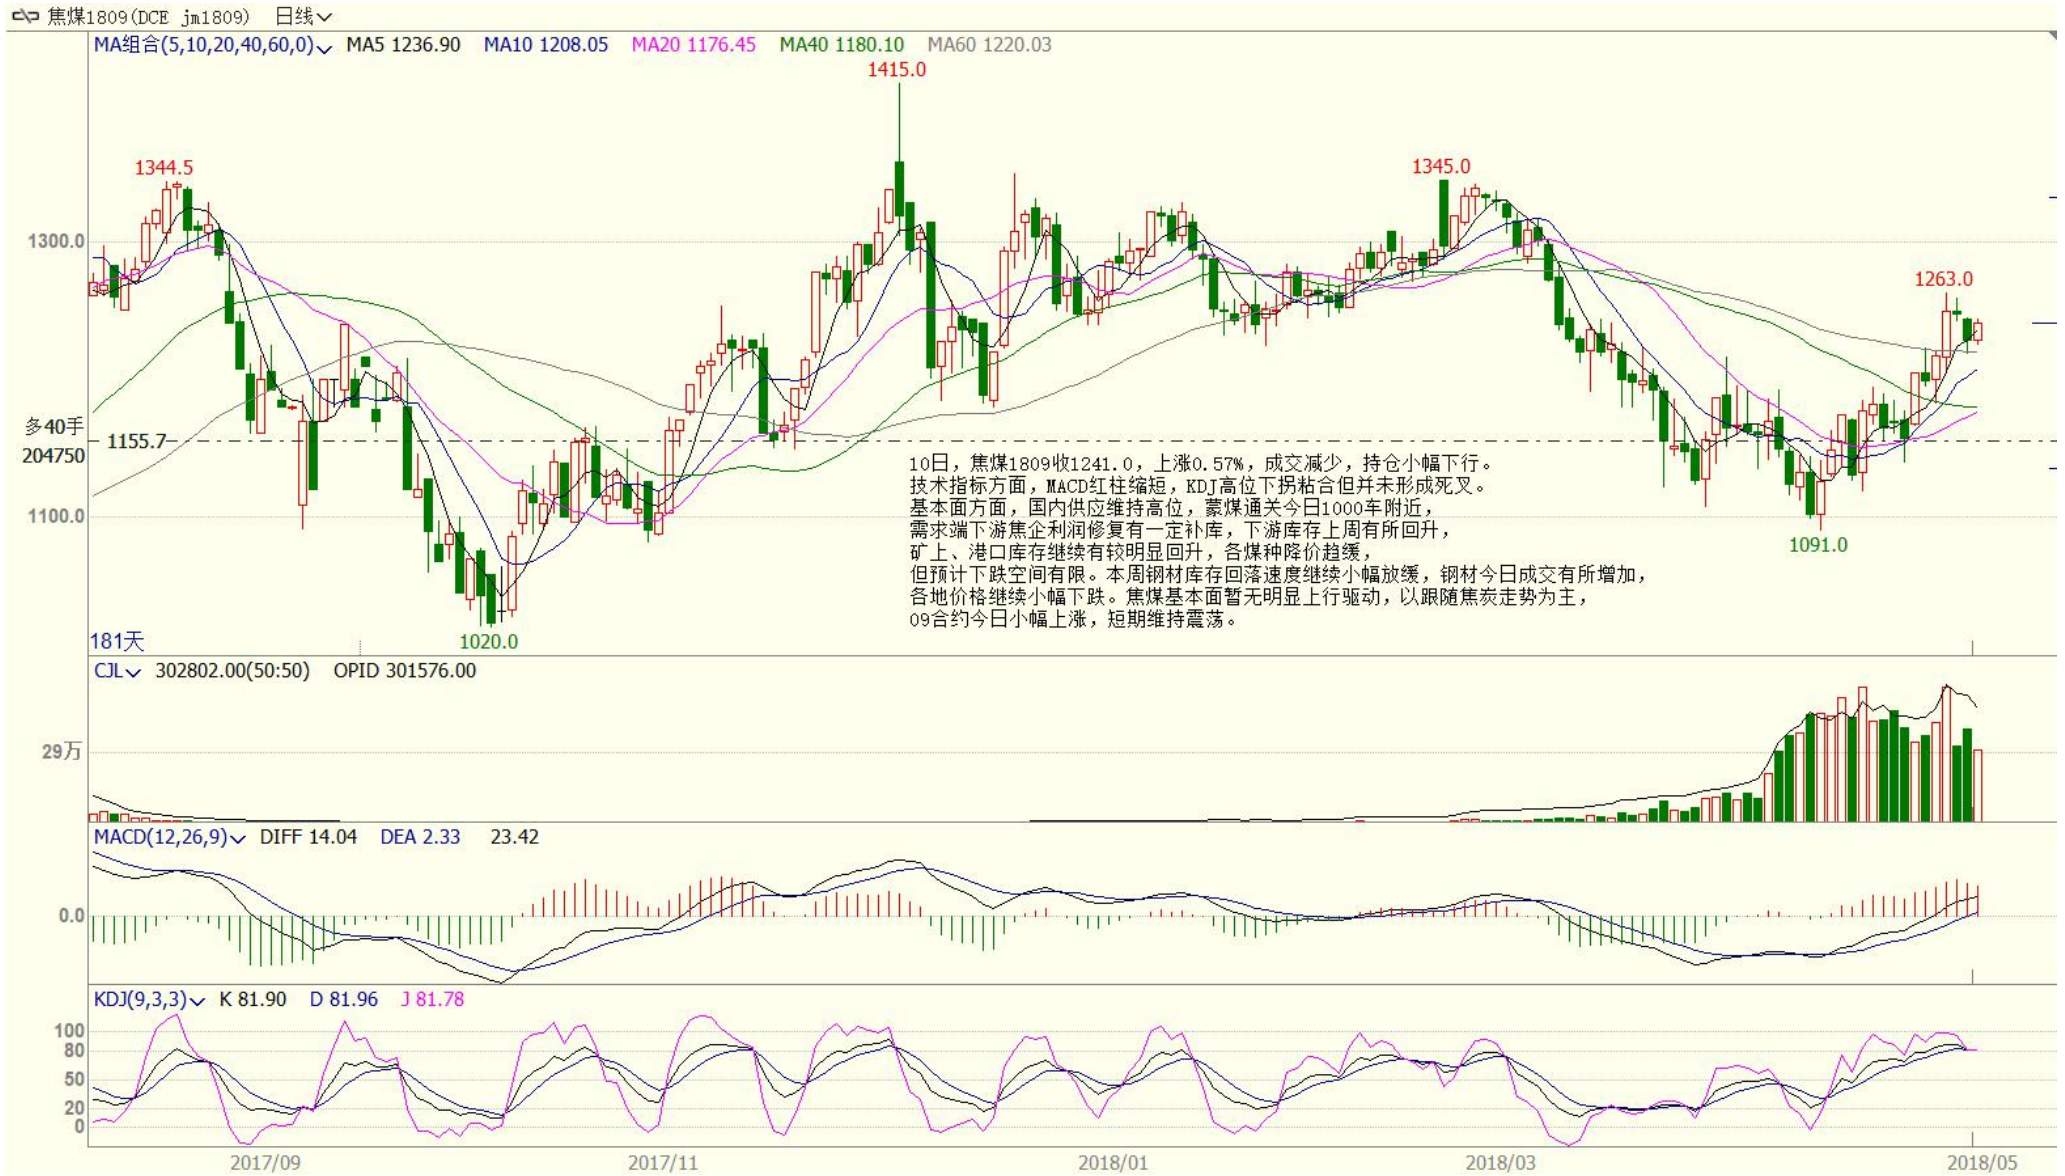 焦煤1809(DCE jm1809) 日线
MA组合(5,10,20,40,60,0) MA5 1236.90 MA10 1208.05 MA20 1176.45 MA40 1180.10 MA60 1220.03
1415.0
1344.5
1345.0
1300.0
1263.0
多40手
1155.7
204750
10日，焦煤1809收1241.0，上涨0.57%，成交减少，持仓小幅下行。
技术指标方面，MACD红柱缩短，KDJ高位下拐粘合但并未形成死叉。
基本面方面，国内供应维持高位，蒙煤通关今日1000车附近，
需求端下游焦企利润修复有一定补库，下游库存上周有所回升，
矿上、港口库存继续有较明显回升，各煤种降价趋缓，
但预计下跌空间有限。本周钢材库存回落速度继续小幅放缓，钢材今日成交有所增加，
各地价格继续小幅下跌。焦煤基本面暂无明显上行驱动，以跟随焦炭走势为主，
09合约今日小幅上涨，短期维持震荡。
1100.0
1091.0
181天
1020.0
CJL 302802.00(50:50) OPID 301576.00
29万
MACD(12,26,9) DIFF 14.04 DEA 2.33 23.42
0.0
KDJ(9,3,3) K 81.90 D 81.96 J 81.78
100
80
50
20
0
2017/09 2017/11 2018/01 2018/03 2018/05